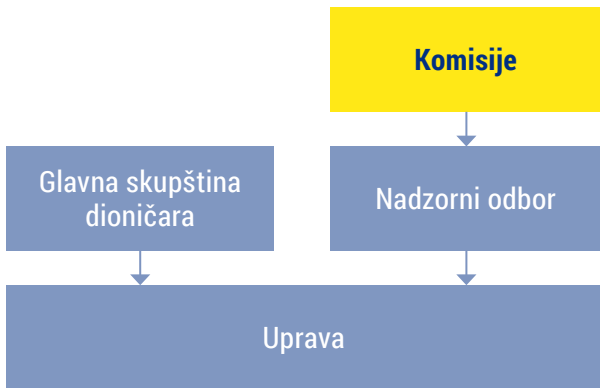 Komisije
Glavna skupština
dioničara
Nadzorni odbor
Uprava